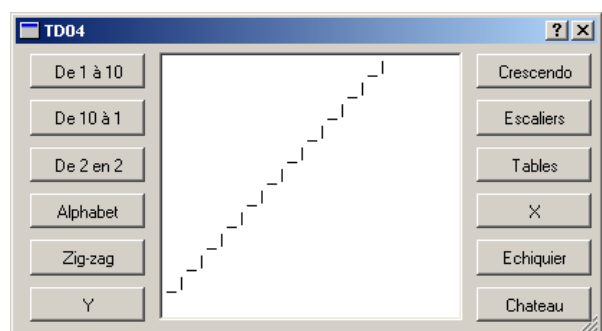 TD04
De 1 à 10
De 10 à 1
De 2 en 2
Alphabet
Zig-zag
Y
Crescendo
Escaliers
Tables
X
Echiquier
Chateau